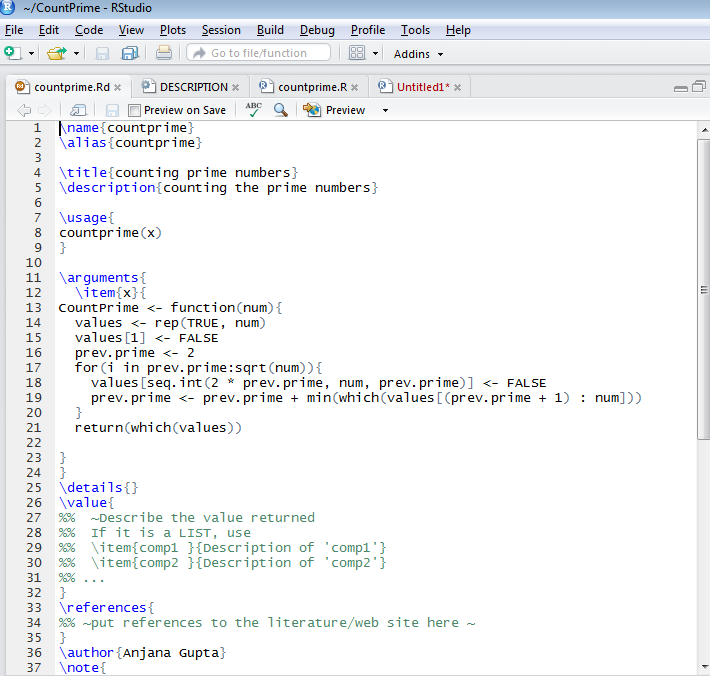 ~/CountPrime - RStudio
File Edit Code View Plots Session Build Debug Profile Tools Help
Go to file/function Addins
countprime.Rd DESCRIPTION countprime.R Untitled1*
Preview on Save ABC Preview
1 \name{countprime}
2 \alias{countprime}
3
4 \title{counting prime numbers}
5 \description{counting the prime numbers}
6
7 \usage{
8 countprime(x)
9 }
10
11 \arguments{
12 \item{x}{
13 CountPrime <- function(num){
14 values <- rep(TRUE, num)
15 values[1] <- FALSE
16 prev.prime <- 2
17 for(i in prev.prime:sqrt(num)){
18 values[seq.int(2 * prev.prime, num, prev.prime)] <- FALSE
19 prev.prime <- prev.prime + min(which(values[(prev.prime + 1) : num]))
20 }
21 return(which(values))
22
23 }
24 }
25 \details{}
26 \value{
27 %% ~Describe the value returned
28 %% If it is a LIST, use
29 %% \item{comp1 }{Description of 'comp1'}
30 %% \item{comp2 }{Description of 'comp2'}
31 %% ...
32 }
33 \references{
34 %% ~put references to the literature/web site here ~
35 }
36 \author{Anjana Gupta}
37 \note{